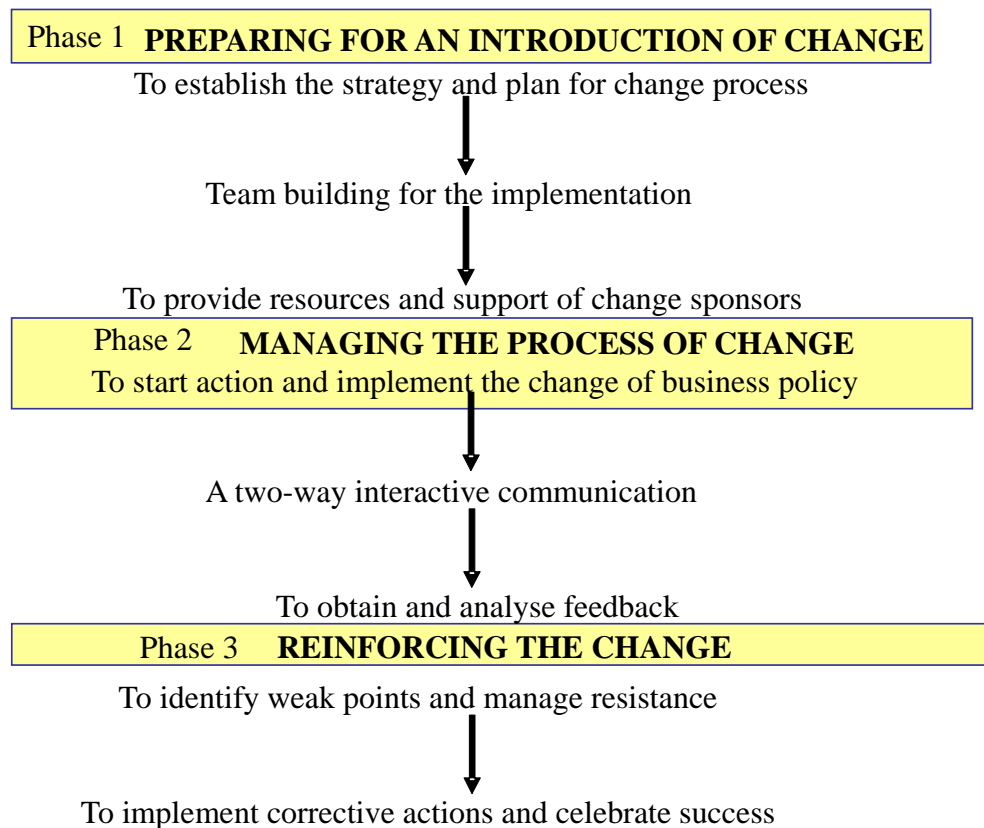 Phase 1 PREPARING FOR AN INTRODUCTION OF CHANGE
To establish the strategy and plan for change process
Team building for the implementation
To provide resources and support of change sponsors
Phase 2 MANAGING THE PROCESS OF CHANGE
To start action and implement the change of business policy
A two-way interactive communication
To obtain and analyse feedback
Phase 3 REINFORCING THE CHANGE
To identify weak points and manage resistance
To implement corrective actions and celebrate success